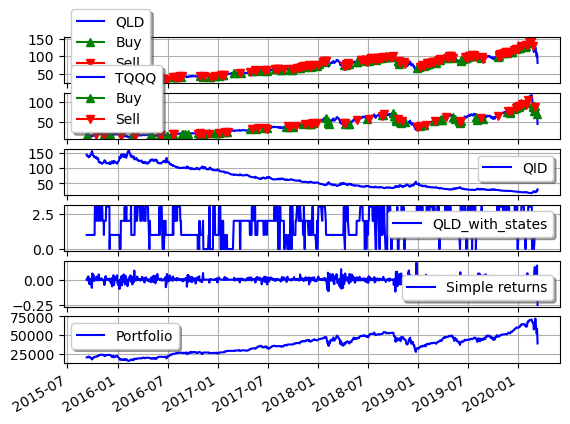 QLD
Buy
Sell
150
100
50
TQQQ
Buy
Sell
100
50
150
100
50
QID
2.5
0.0
QLD_with_states
0.00
−0.25
Simple returns
75000
50000
25000
Portfolio
2015-07
2016-01
2016-07
2017-01
2017-07
2018-01
2018-07
2019-01
2019-07
2020-01